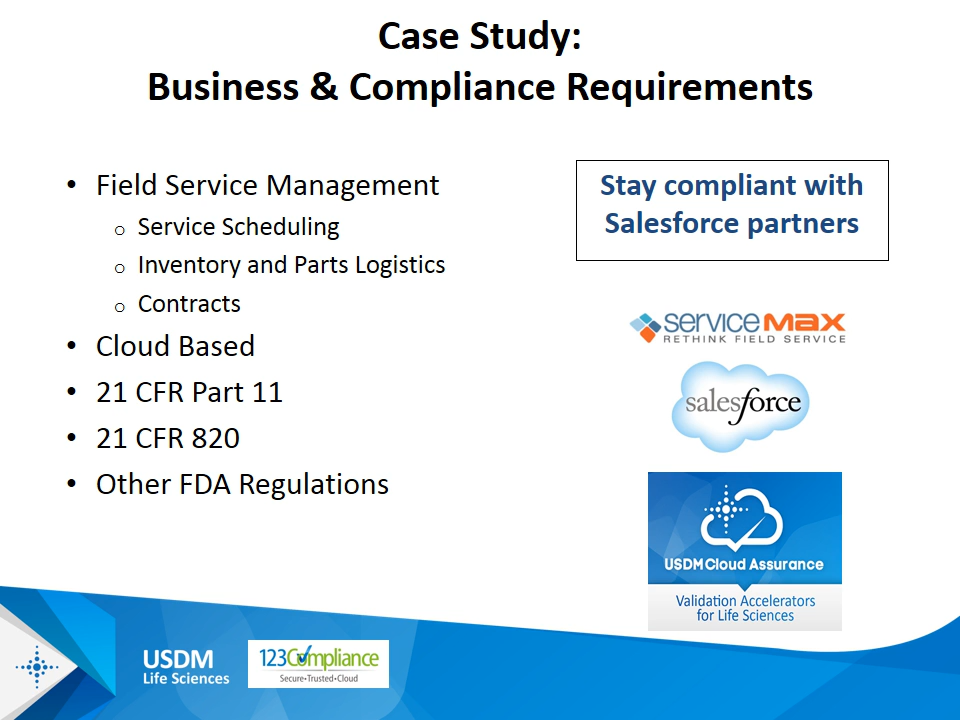 Case Study:
Business & Compliance Requirements
• Field Service Management
o Service Scheduling
o Inventory and Parts Logistics
o Contracts
• Cloud Based
• 21 CFR Part 11
• 21 CFR 820
• Other FDA Regulations
Stay compliant with
Salesforce partners
serviceMAX
RETHINK FIELD SERVICE
salesforce
USDM Cloud Assurance
Validation Accelerators
for Life Sciences
USDM
Life Sciences
123Compliance
Secure•Trusted•Cloud